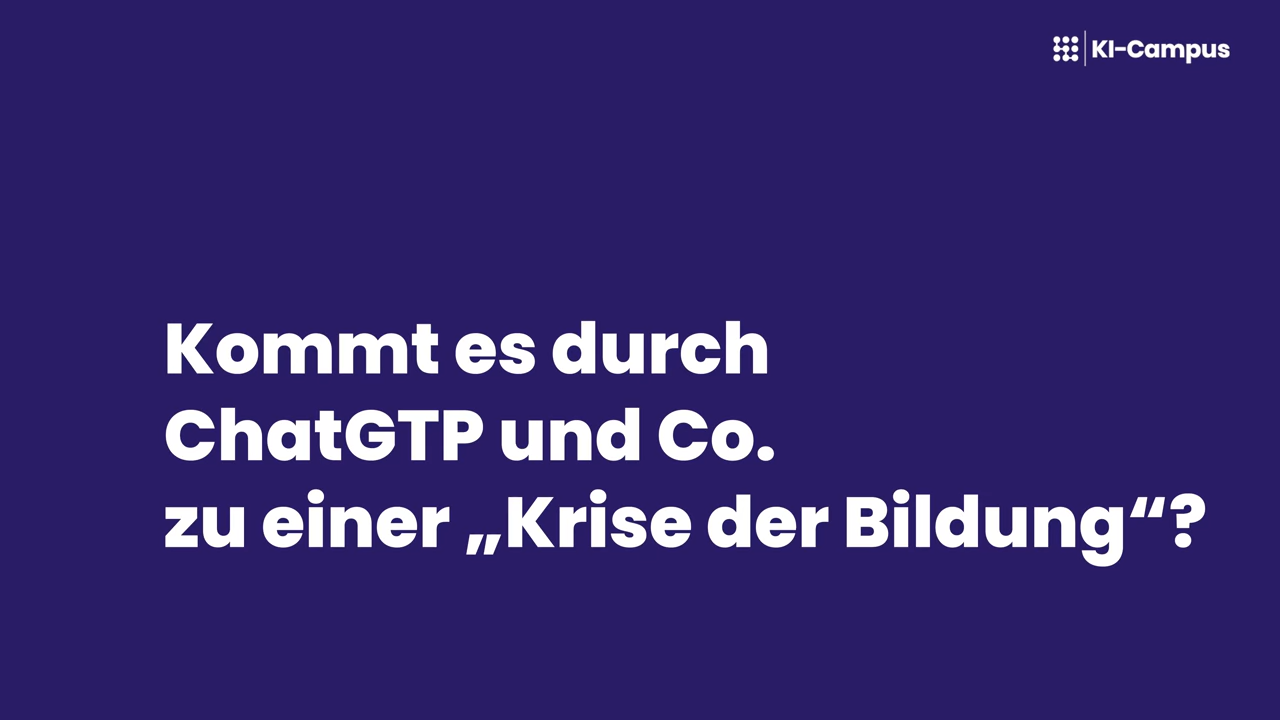 KI-Campus
Kommt es durch
ChatGTP und Co.
zu einer „Krise der Bildung“?